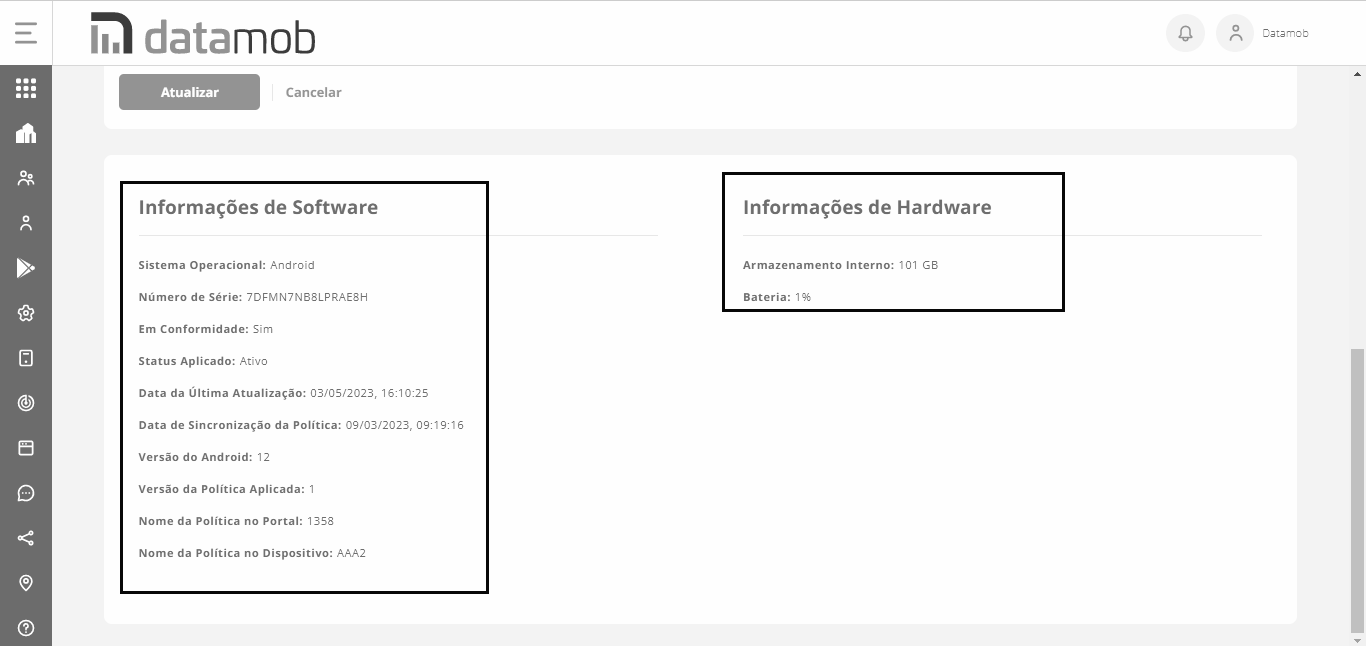 datamob
Datamob
Atualizar
Cancelar
Informações de Software
Sistema Operacional: Android
Número de Série: 7DFMN7NB8LPRAE8H
Em Conformidade: Sim
Status Aplicado: Ativo
Data da Última Atualização: 03/05/2023, 16:10:25
Data de Sincronização da Política: 09/03/2023, 09:19:16
Versão do Android: 12
Versão da Política Aplicada: 1
Nome da Política no Portal: 1358
Nome da Política no Dispositivo: AAA2
Informações de Hardware
Armazenamento Interno: 101 GB
Bateria: 1%